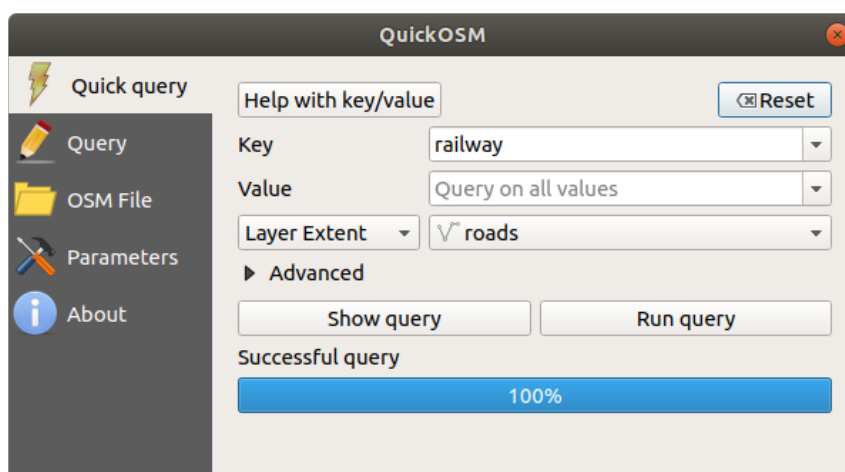 QuickOSM
Quick query
Query
OSM File
Parameters
About
Help with key/value
Reset
Key
railway
Value
Query on all values
Layer Extent
roads
Advanced
Show query
Run query
Successful query
100%